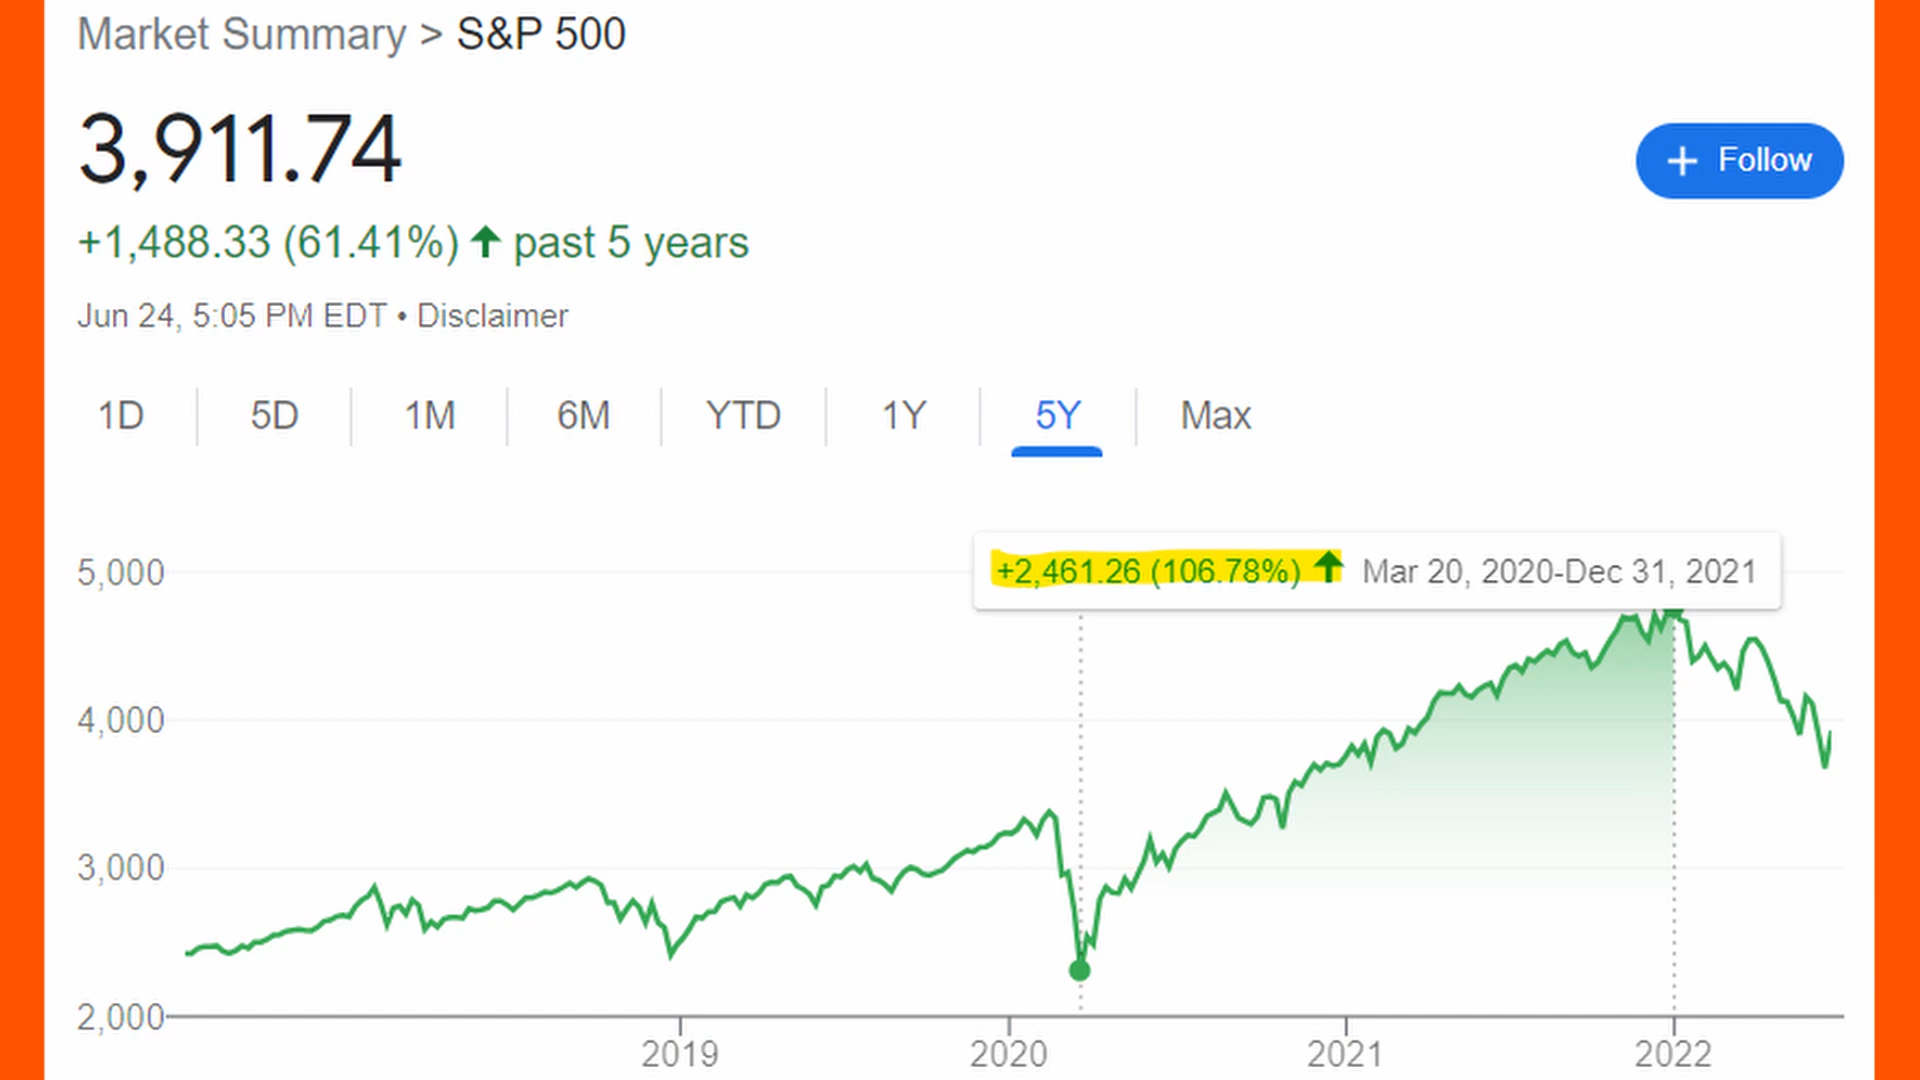 Market Summary > S&P 500
3,911.74
+ Follow
+1,488.33 (61.41%) ↑ past 5 years
Jun 24, 5:05 PM EDT • Disclaimer
1D 5D 1M 6M YTD 1Y 5Y Max
+2,461.26 (106.78%) ↑ Mar 20, 2020-Dec 31, 2021
5,000
4,000
3,000
2,000
2019 2020 2021 2022